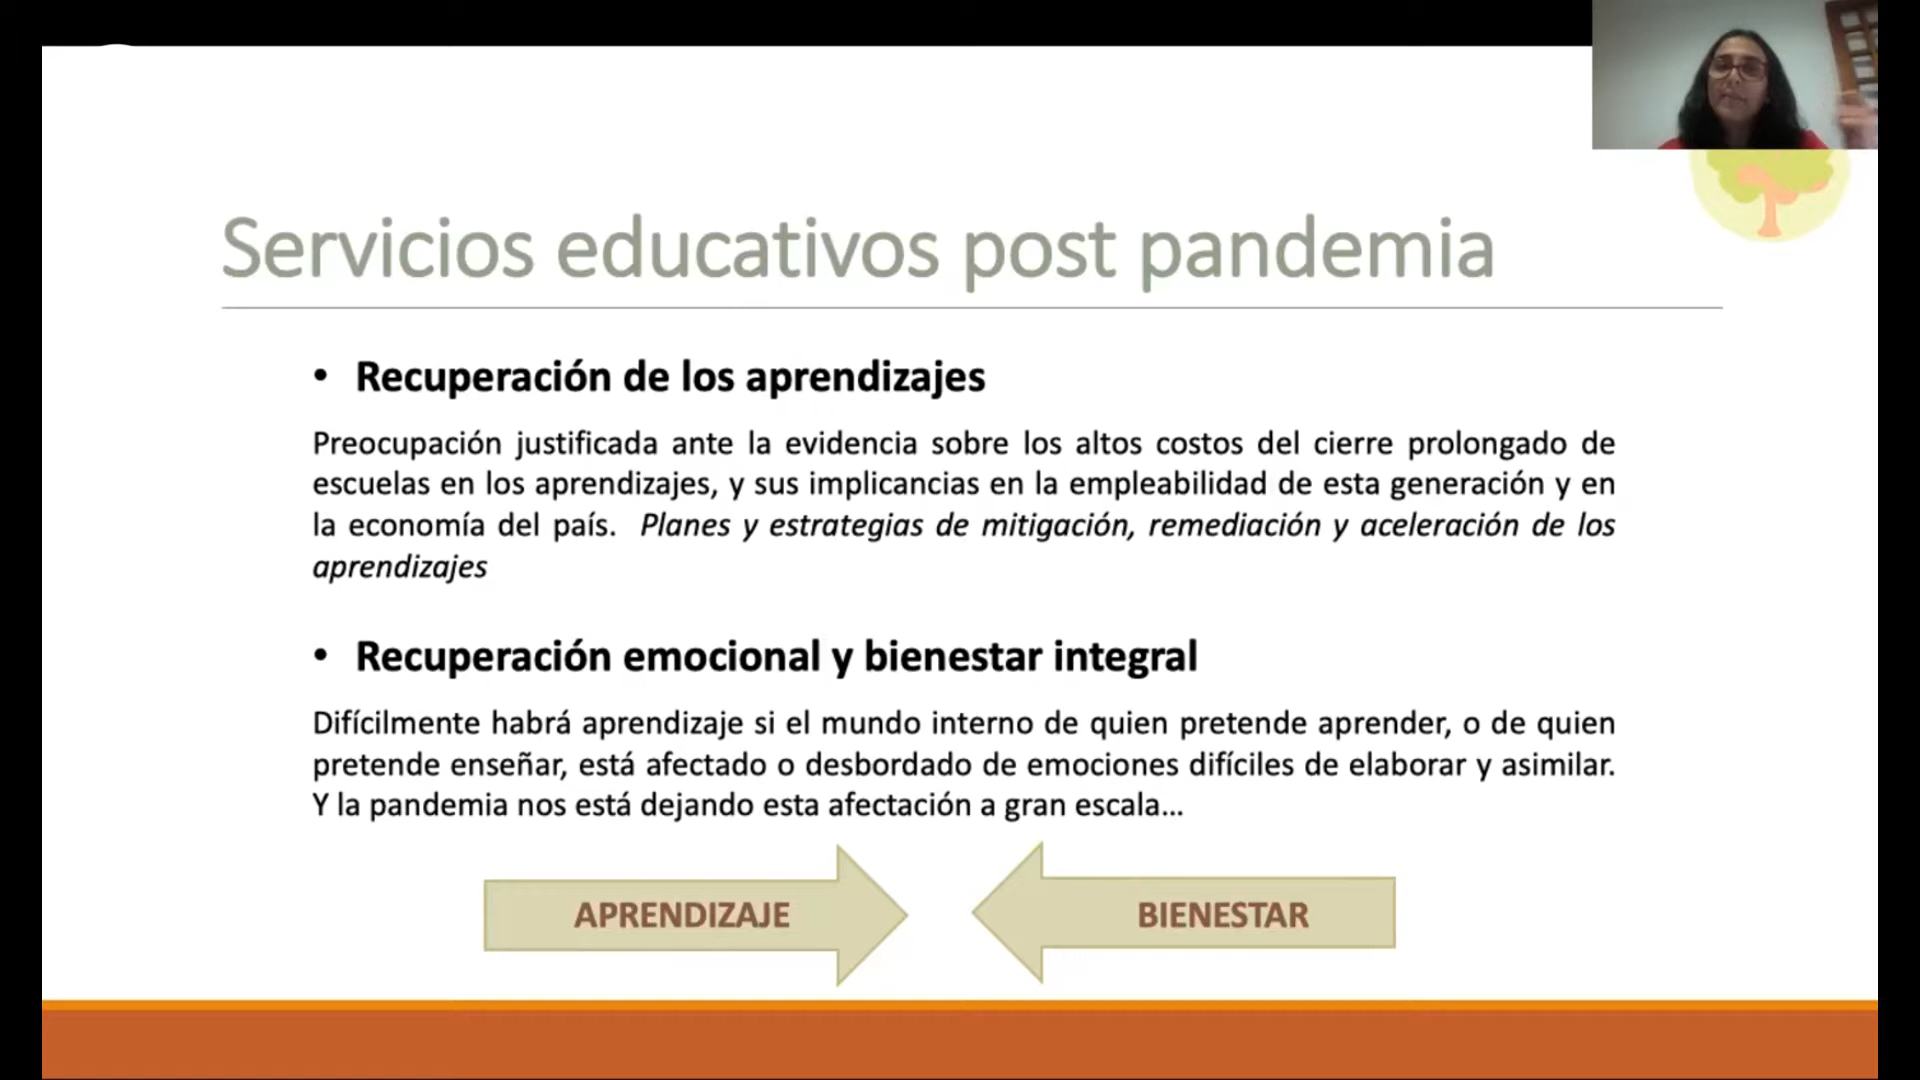 Servicios educativos post pandemia
• Recuperación de los aprendizajes
Preocupación justificada ante la evidencia sobre los altos costos del cierre prolongado de
escuelas en los aprendizajes, y sus implicancias en la empleabilidad de esta generación y en
la economía del país. Planes y estrategias de mitigación, remediación y aceleración de los
aprendizajes
• Recuperación emocional y bienestar integral
Difícilmente habrá aprendizaje si el mundo interno de quien pretende aprender, o de quien
pretende enseñar, está afectado o desbordado de emociones difíciles de elaborar y asimilar.
Y la pandemia nos está dejando esta afectación a gran escala...
APRENDIZAJE
BIENESTAR